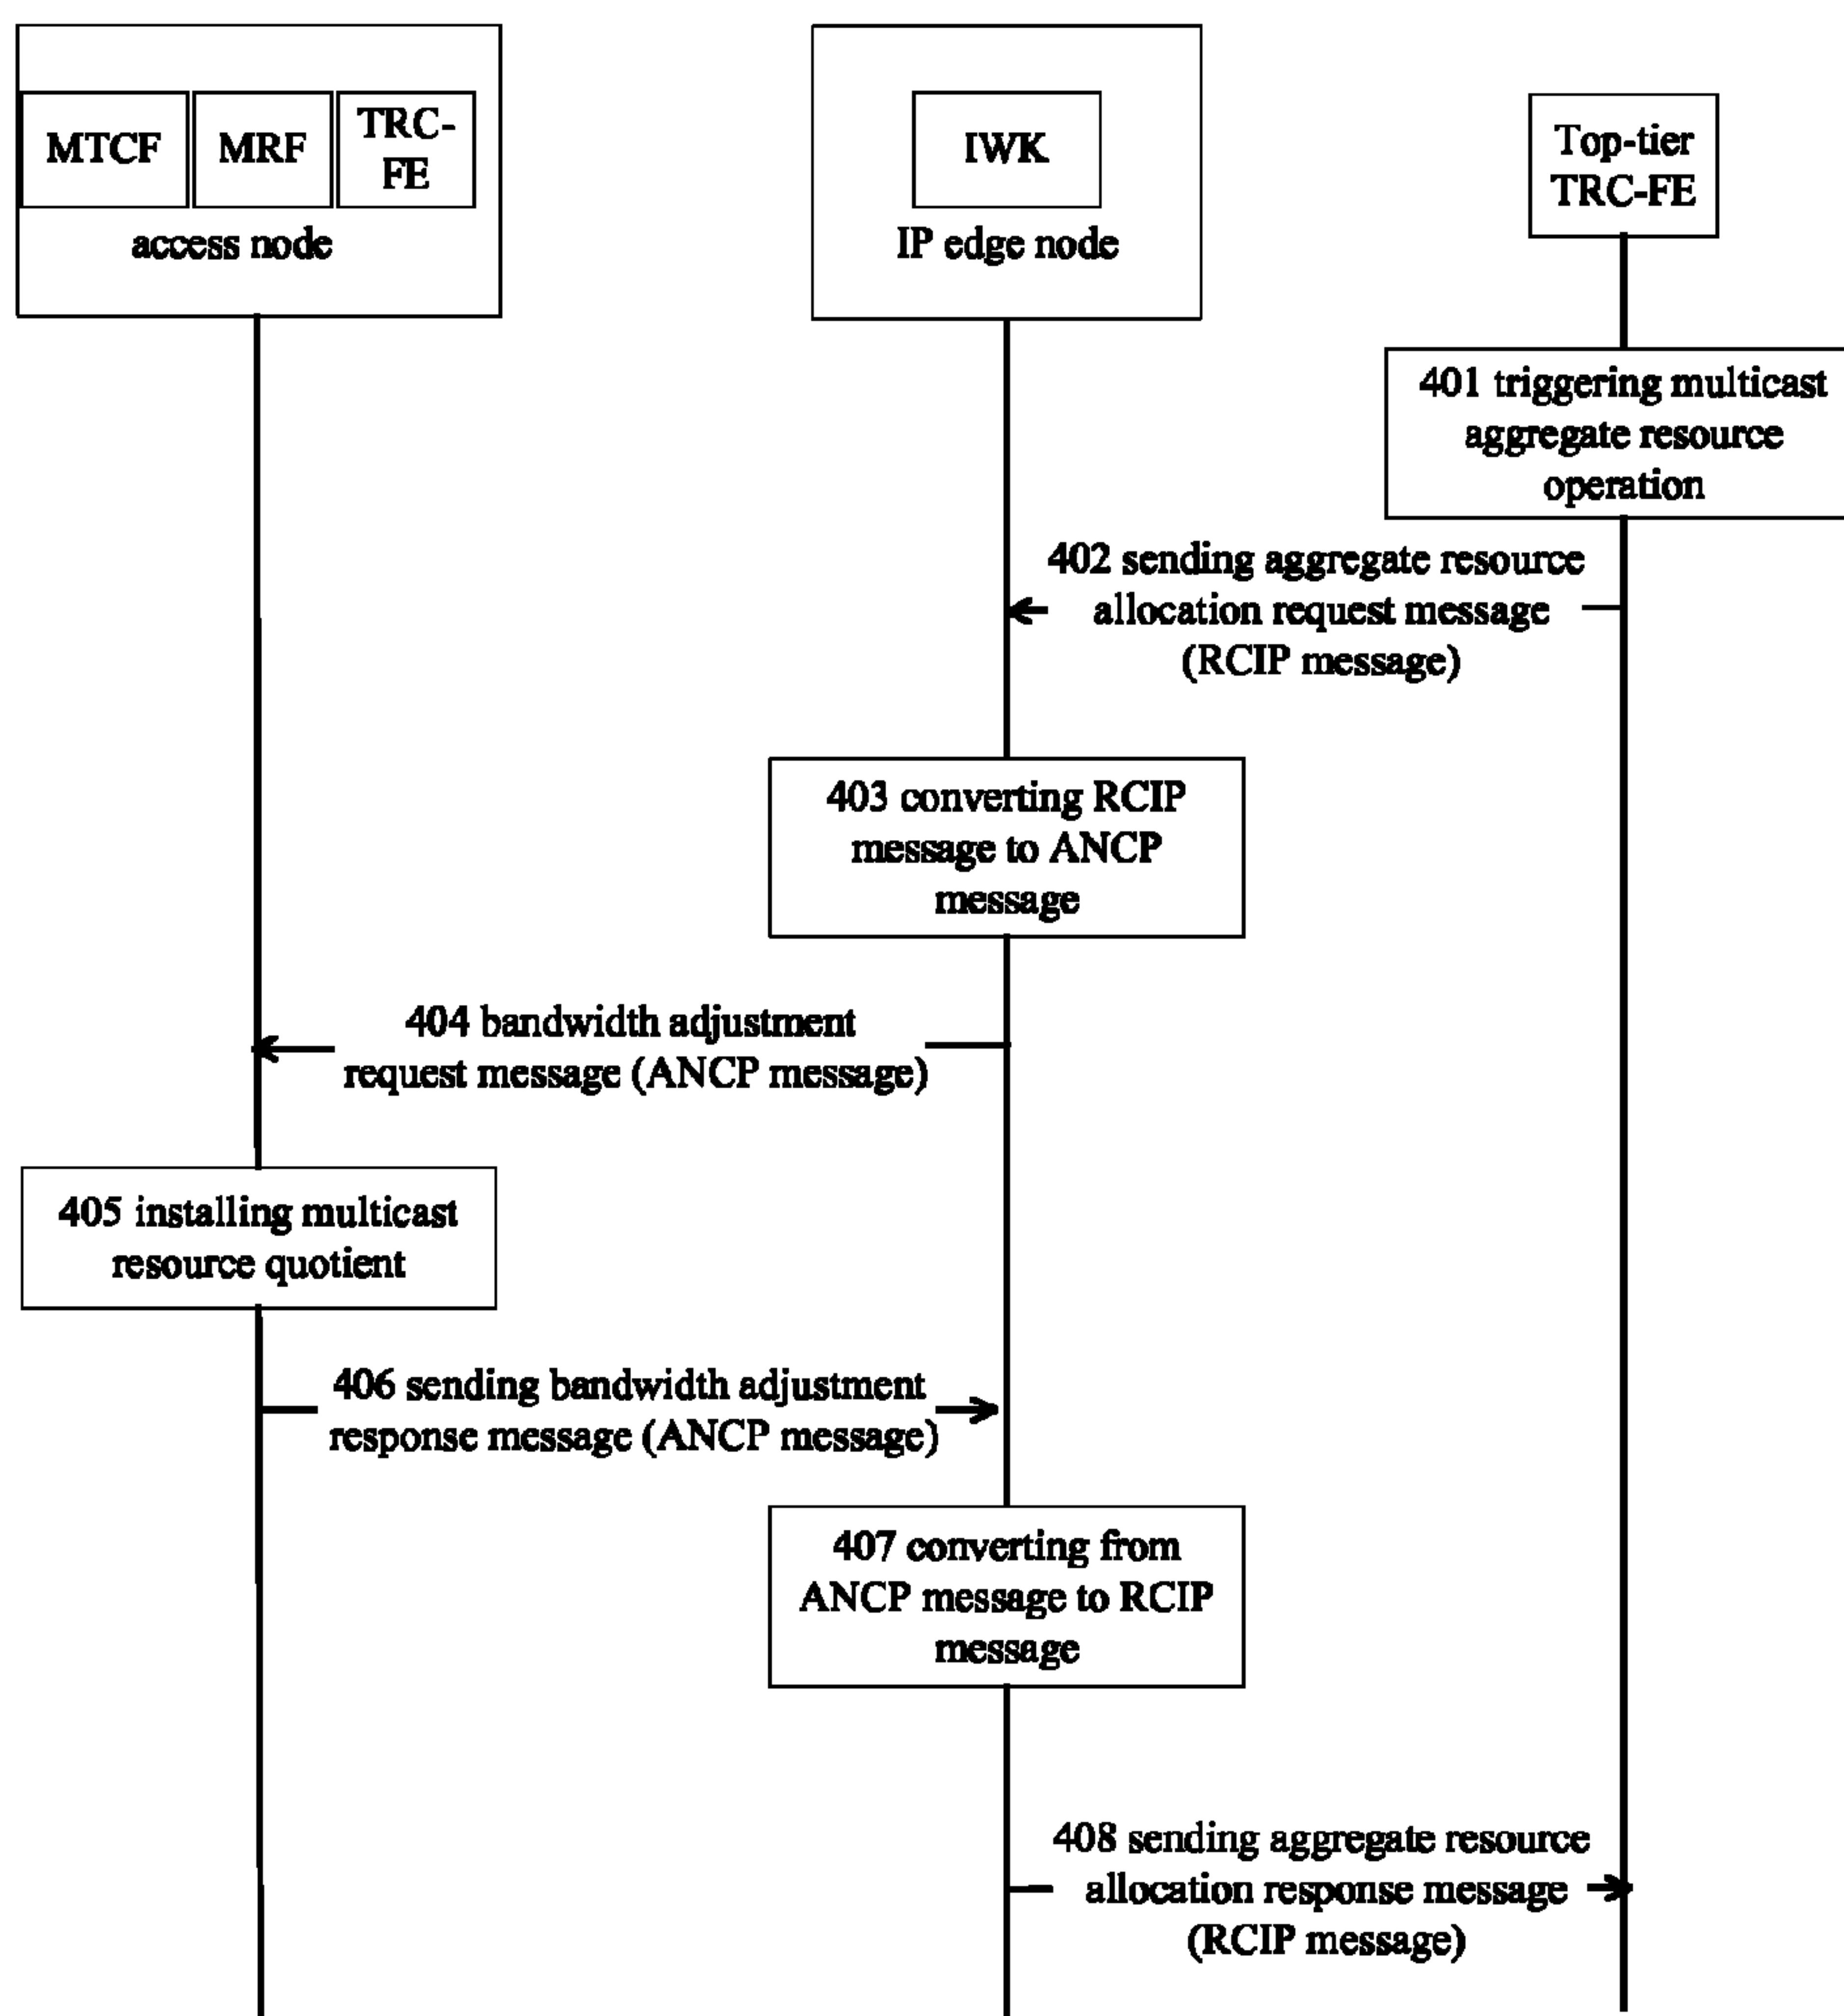 MTCF
MRF
TRC-
FE
access node
IWK
IP edge node
Top-tier
TRC-FE
401 triggering multicast
aggregate resource
operation
402 sending aggregate resource
allocation request message
(RCIP message)
403 converting RCIP
message to ANCP
message
404 bandwidth adjustment
request message (ANCP message)
405 installing multicast
resource quotient
406 sending bandwidth adjustment
response message (ANCP message)
407 converting from
ANCP message to RCIP
message
408 sending aggregate resource
allocation response message
(RCIP message)